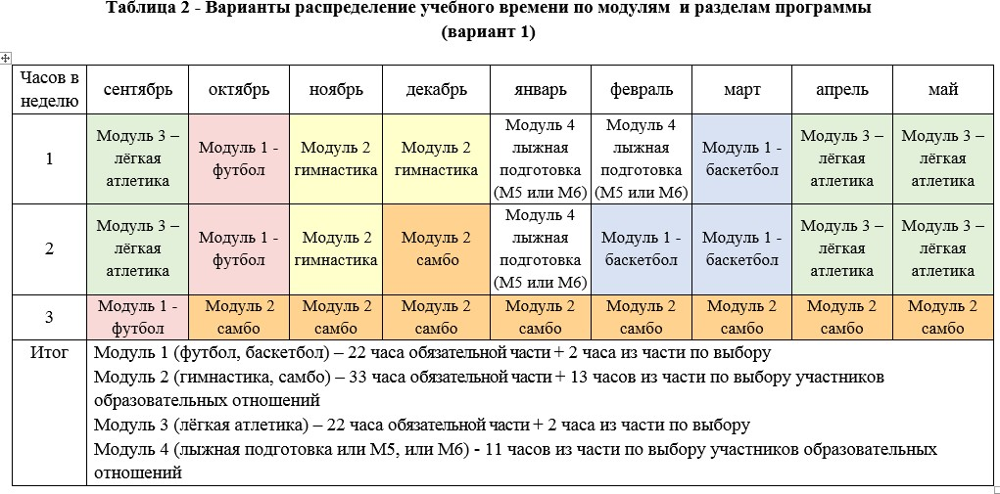 Таблица 2 - Варианты распределение учебного времени по модулям и разделам программы
(вариант 1)
Часов в неделю
сентябрь
октябрь
ноябрь
декабрь
январь
февраль
март
апрель
май
1
Модуль 3 –
лёгкая
атлетика
Модуль 1 -
футбол
Модуль 2
гимнастика
Модуль 2
гимнастика
Модуль 4
лыжная
подготовка
(М5 или М6)
Модуль 4
лыжная
подготовка
(М5 или М6)
Модуль 1 -
баскетбол
Модуль 3 –
лёгкая
атлетика
Модуль 3 –
лёгкая
атлетика
2
Модуль 3 –
лёгкая
атлетика
Модуль 1 -
футбол
Модуль 2
гимнастика
Модуль 2
самбо
Модуль 4
лыжная
подготовка
(М5 или М6)
Модуль 1 -
баскетбол
Модуль 1 -
баскетбол
Модуль 3 –
лёгкая
атлетика
Модуль 3 –
лёгкая
атлетика
3
Модуль 1 -
футбол
Модуль 2
самбо
Модуль 2
самбо
Модуль 2
самбо
Модуль 2
самбо
Модуль 2
самбо
Модуль 2
самбо
Модуль 2
самбо
Модуль 2
самбо
Итог
Модуль 1 (футбол, баскетбол) – 22 часа обязательной части + 2 часа из части по выбору
Модуль 2 (гимнастика, самбо) – 33 часа обязательной части + 13 часов из части по выбору участников
образовательных отношений
Модуль 3 (лёгкая атлетика) – 22 часа обязательной части + 2 часа из части по выбору
Модуль 4 (лыжная подготовка или М5, или М6) - 11 часов из части по выбору участников образовательных
отношений